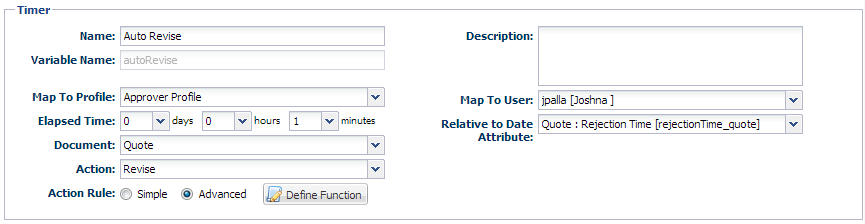 Timer
Name: Auto Revise
Description:
Variable Name: autoRevise
Map To Profile: Approver Profile
Map To User: jpalla [Joshna ]
Elapsed Time: 0 days 0 hours 1 minutes
Relative to Date Attribute: Quote : Rejection Time [rejectionTime_quote]
Document: Quote
Action: Revise
Action Rule: Simple Advanced Define Function